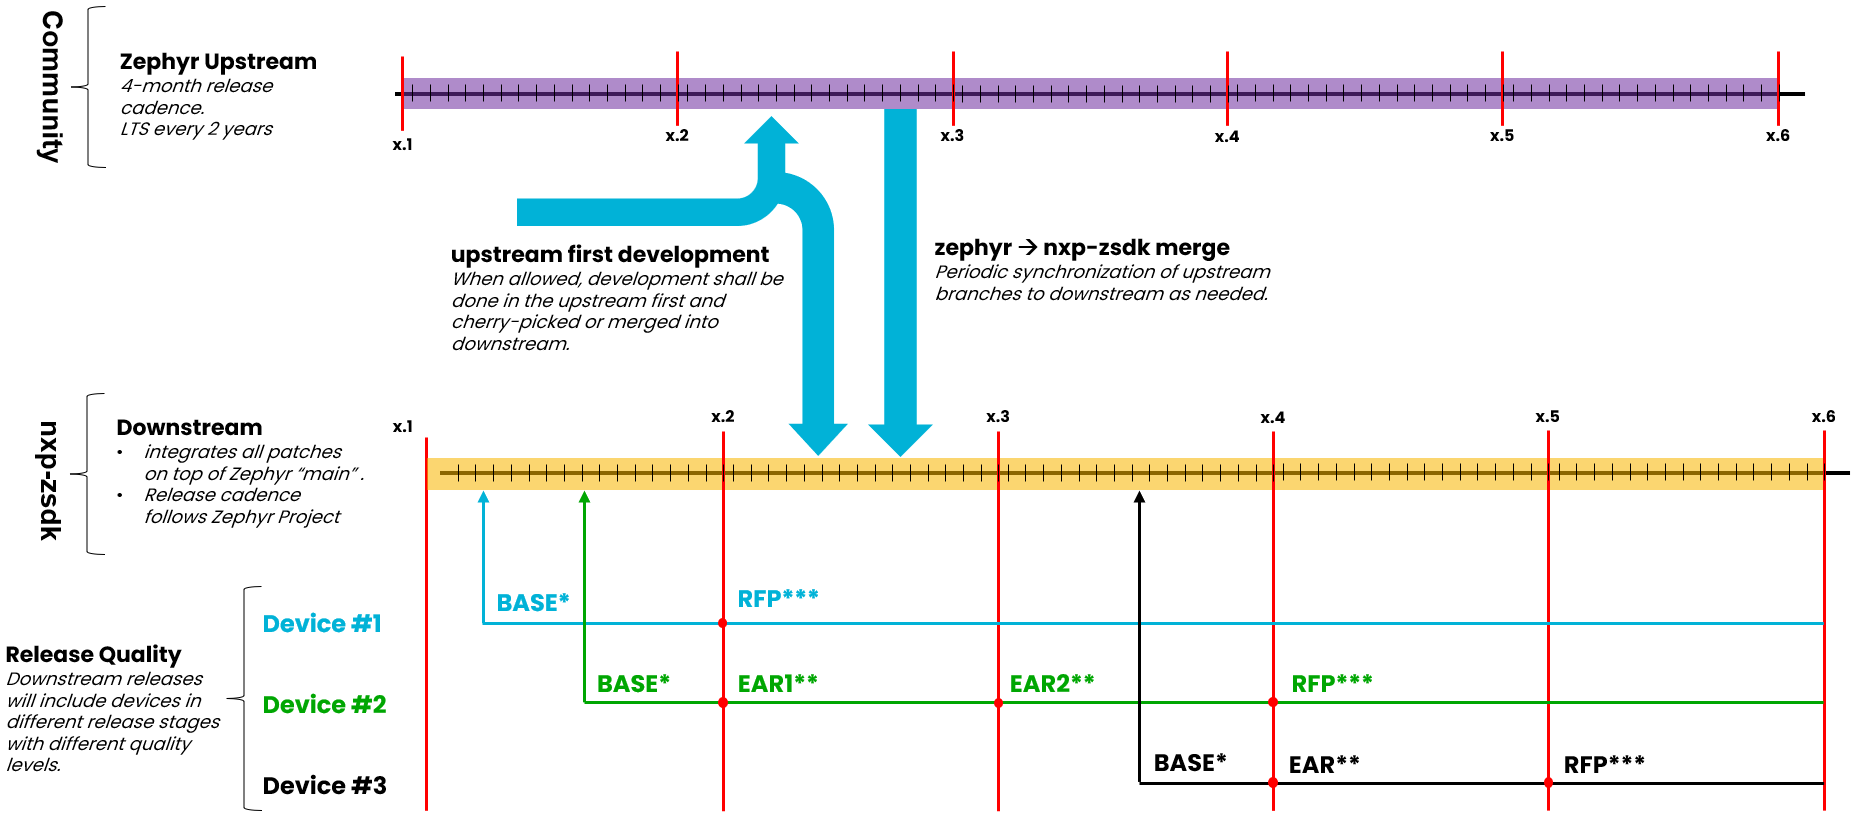 Community
Zephyr Upstream
4-month release
cadence.
LTS every 2 years
x.1
x.2
x.3
x.4
x.5
x.6
upstream first development
When allowed, development shall be
done in the upstream first and
cherry-picked or merged into
downstream.
zephyr → nxp-zsdk merge
Periodic synchronization of upstream
branches to downstream as needed.
nxp-zsdk
Downstream
• integrates all patches
on top of Zephyr “main” .
• Release cadence
follows Zephyr Project
x.1
x.2
x.3
x.4
x.5
x.6
Release Quality
Downstream releases
will include devices in
different release stages
with different quality
levels.
Device #1
BASE*
RFP***
Device #2
BASE*
EAR1**
EAR2**
RFP***
Device #3
BASE*
EAR**
RFP***